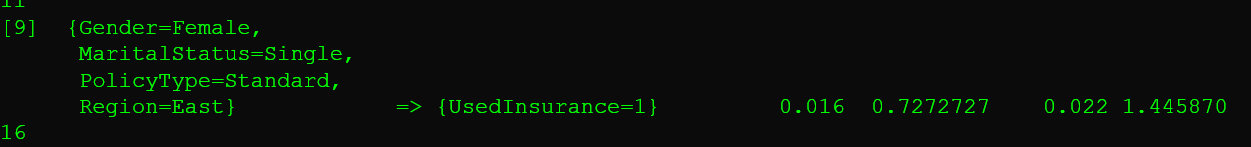 11
[9]  {Gender=Female,
      MaritalStatus=Single,
      PolicyType=Standard,
      Region=East}             => {UsedInsurance=1}          0.016  0.7272727     0.022 1.445870
16